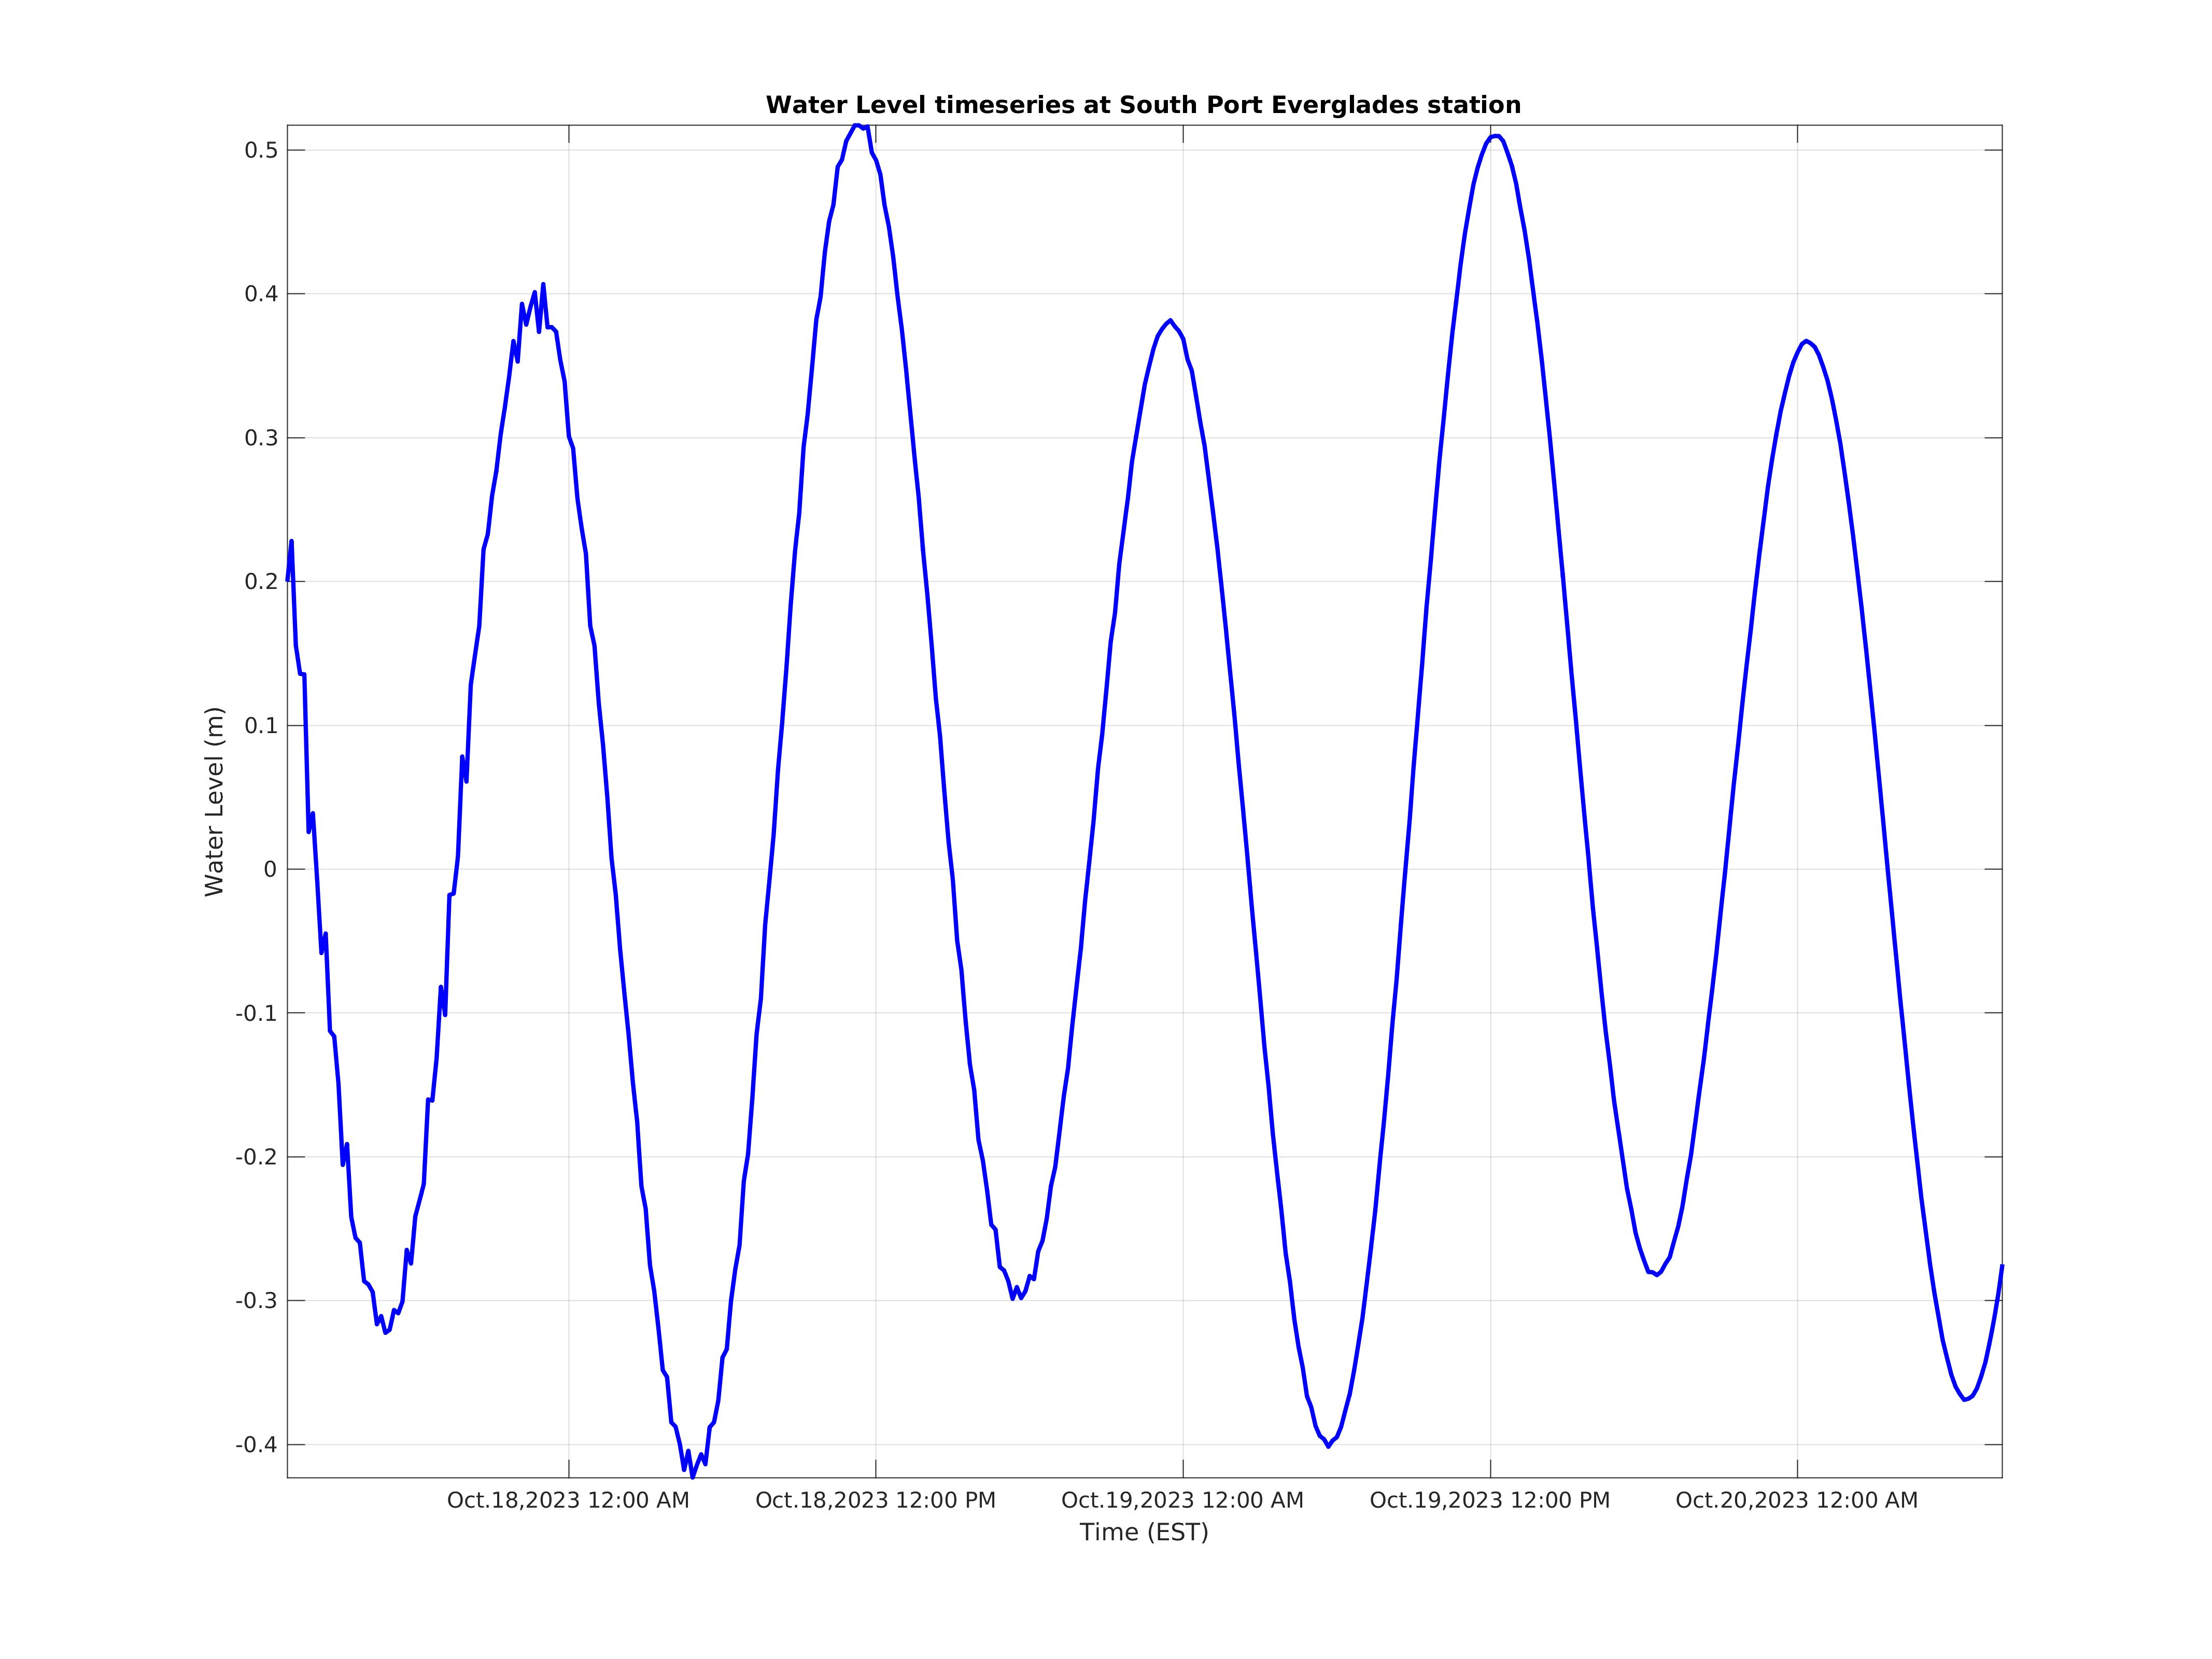 Water Level timeseries at South Port Everglades station
0.5
0.4
0.3
0.2
0.1
0
-0.1
-0.2
-0.3
-0.4
Water Level (m)
Oct.18,2023 12:00 AM
Oct.18,2023 12:00 PM
Oct.19,2023 12:00 AM
Oct.19,2023 12:00 PM
Oct.20,2023 12:00 AM
Time (EST)